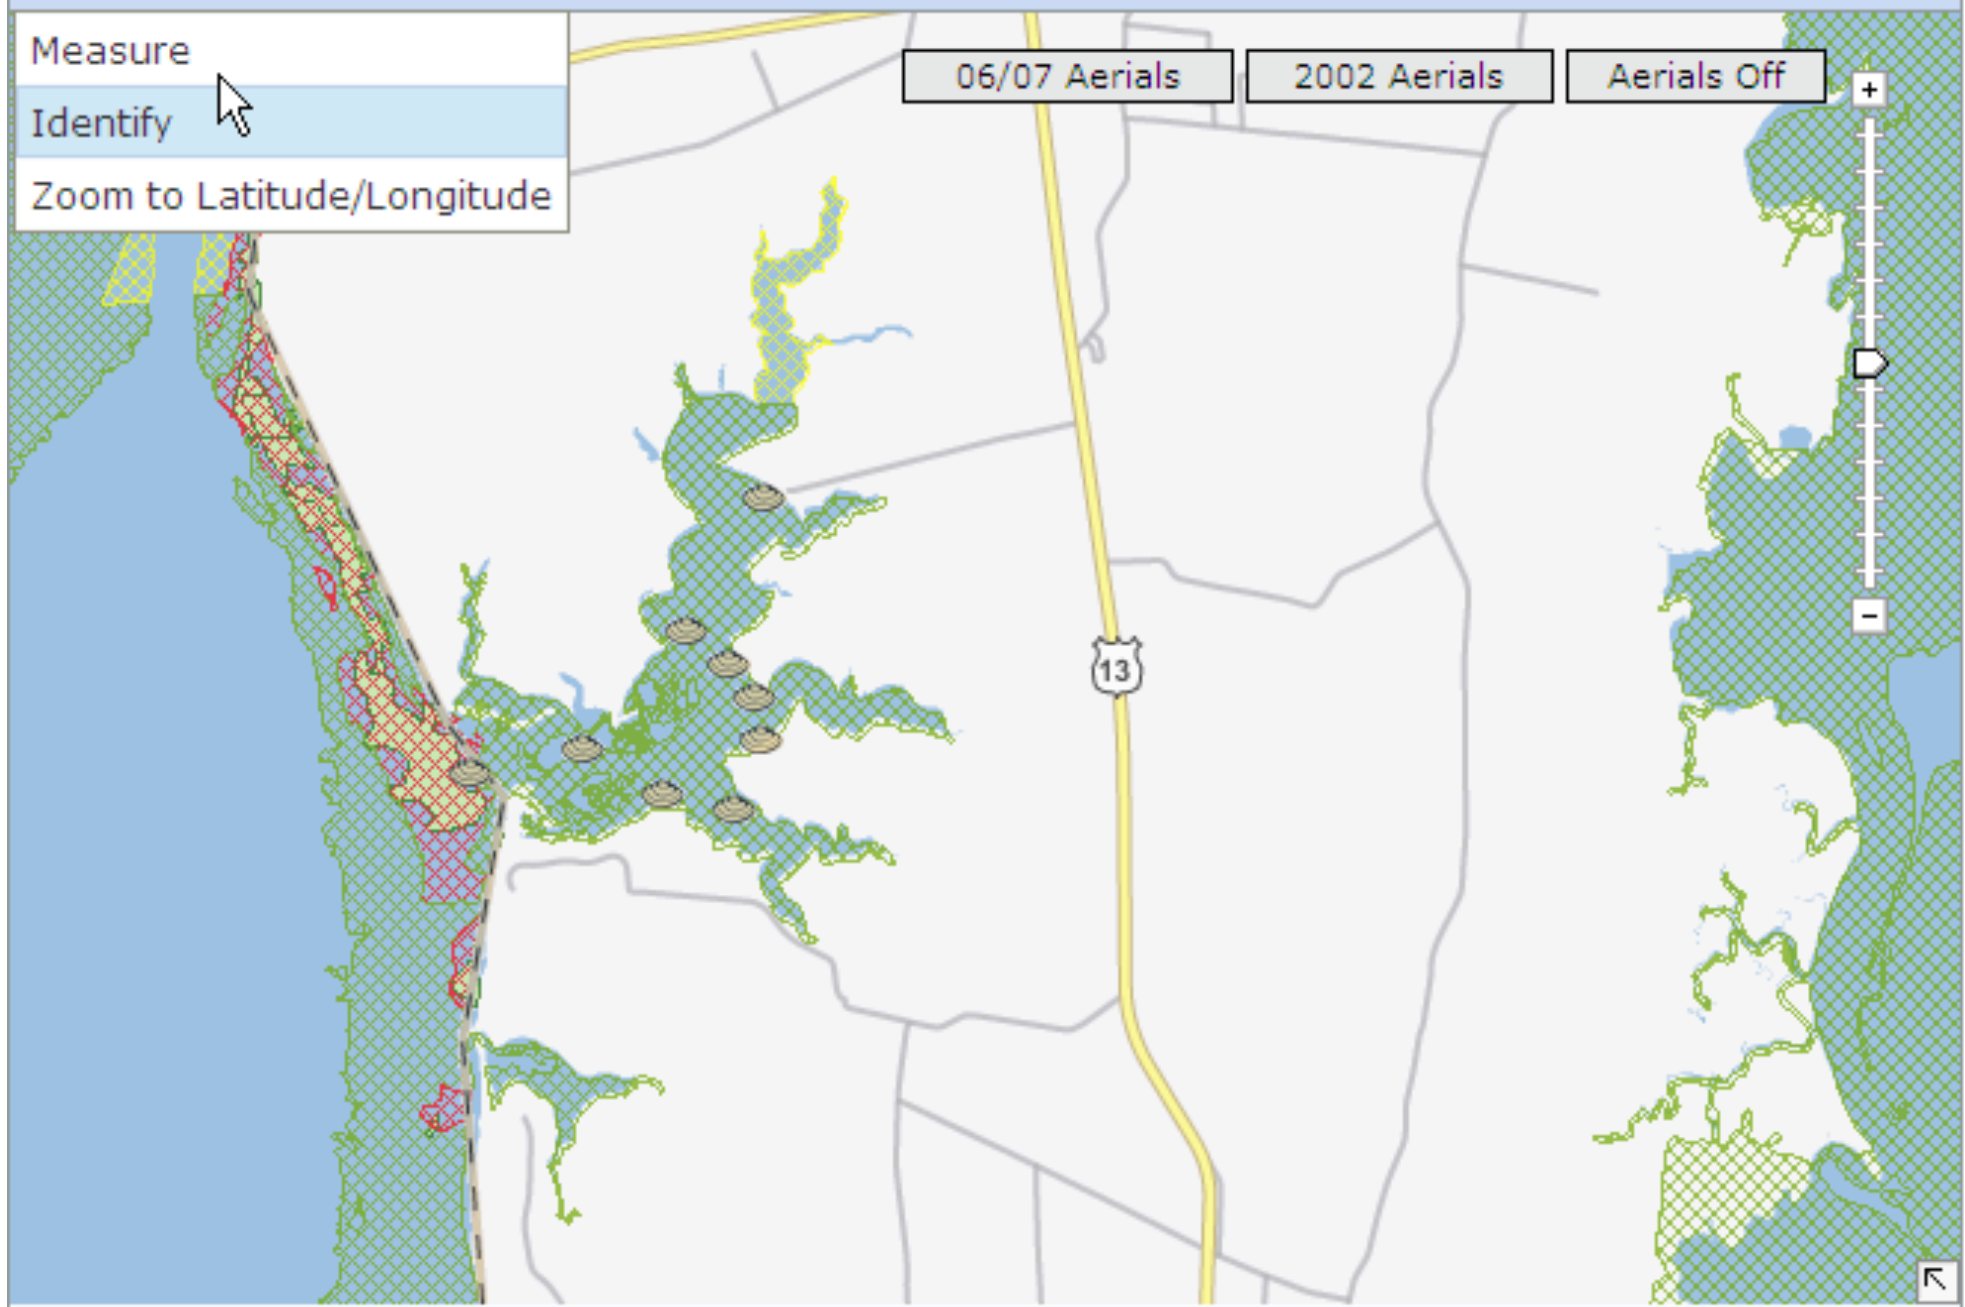 Measure
Identify
Zoom to Latitude/Longitude
06/07 Aerials
2002 Aerials
Aerials Off
+
13
−